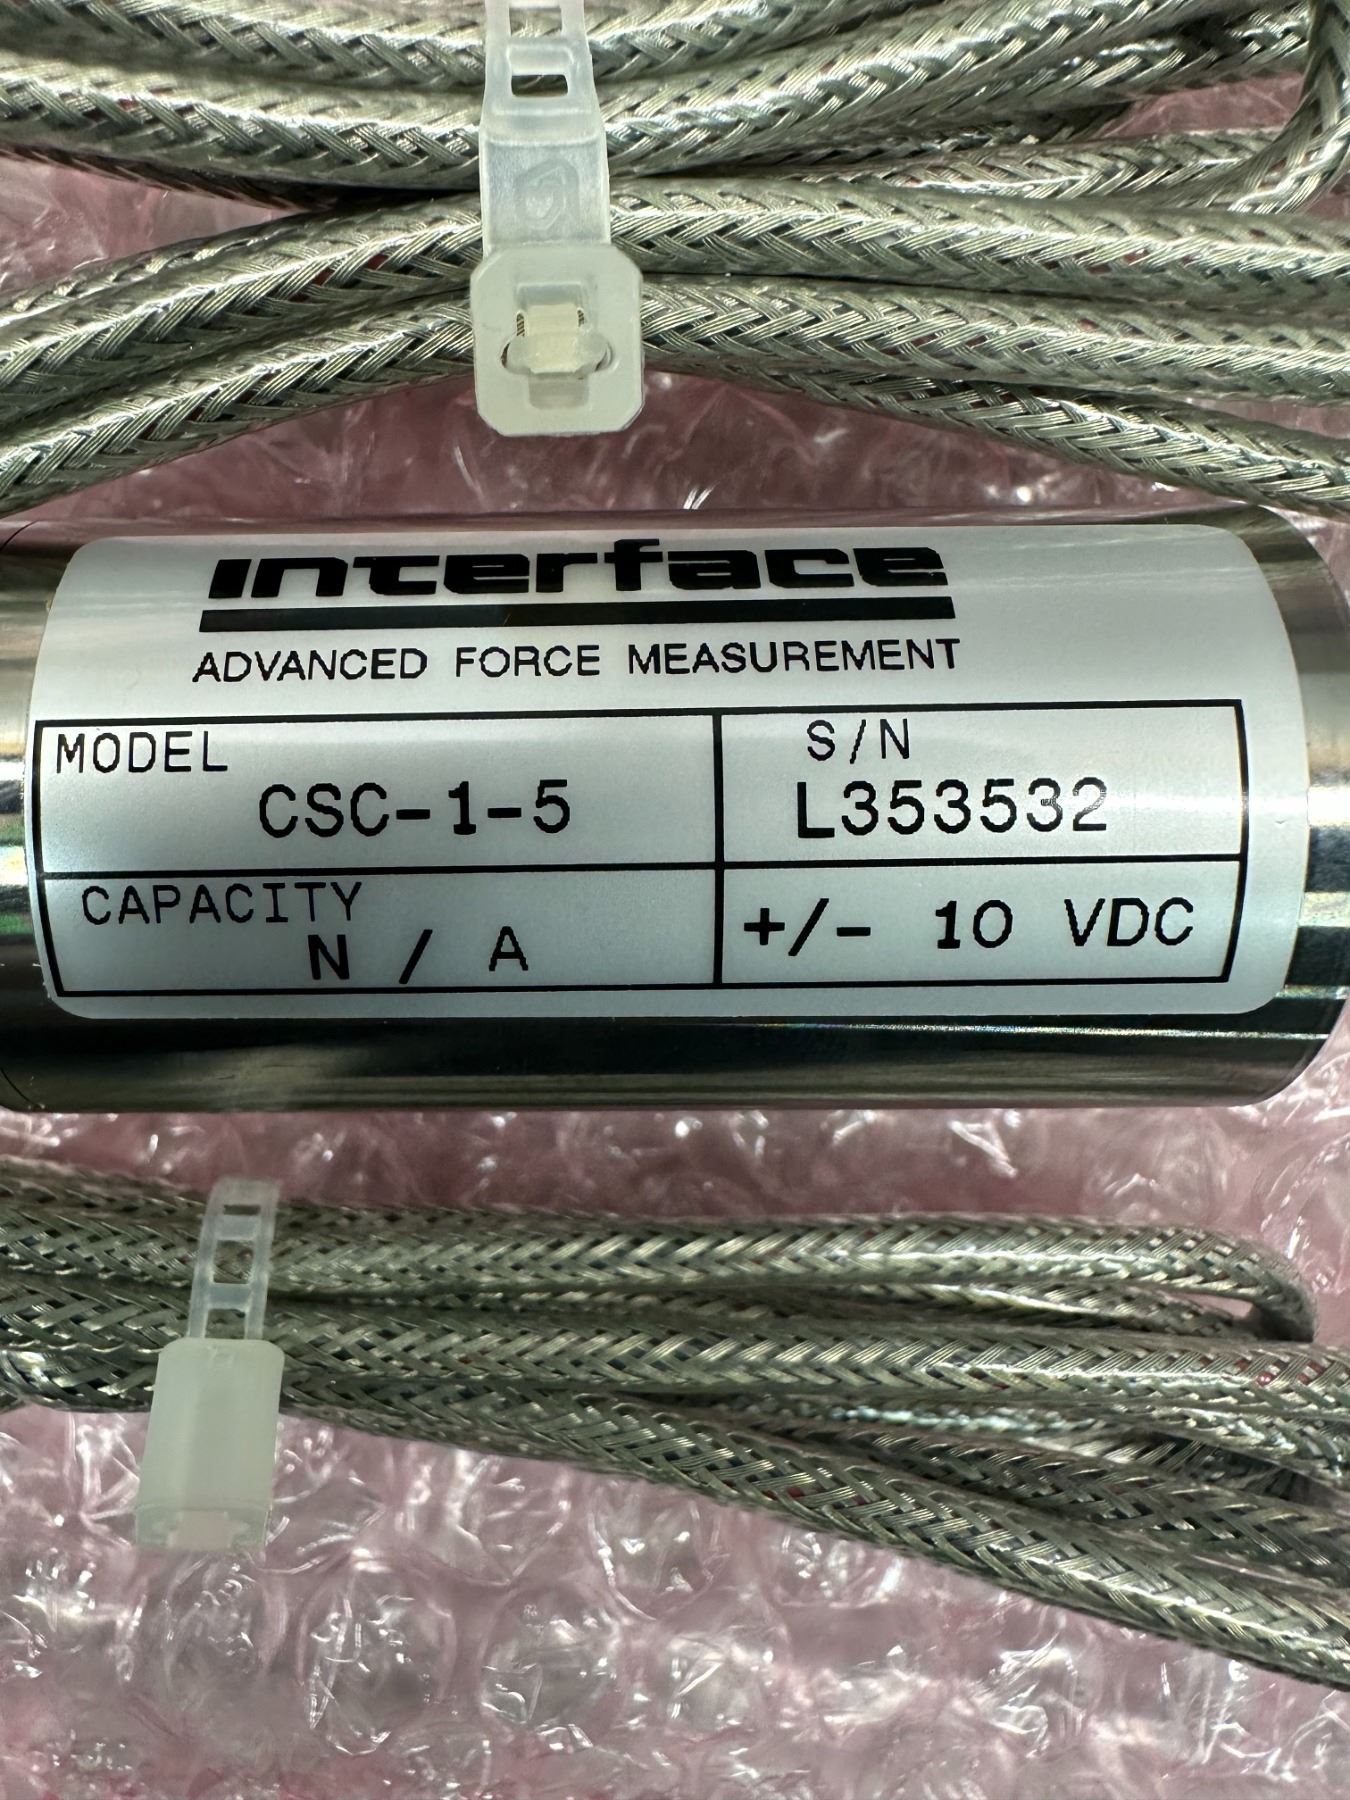 interface
ADVANCED FORCE MEASUREMENT
MODEL
CSC-1-5
S/N
L353532
CAPACITY
N / A
+/- 10 VDC